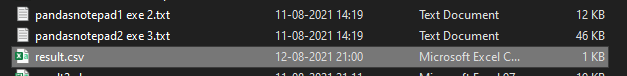 pandasnotepad1 exe 2.txt 11-08-2021 14:19 Text Document 12 KB
pandasnotepad2 exe 3.txt 11-08-2021 14:19 Text Document 46 KB
result.csv 12-08-2021 21:00 Microsoft Excel C... 1 KB